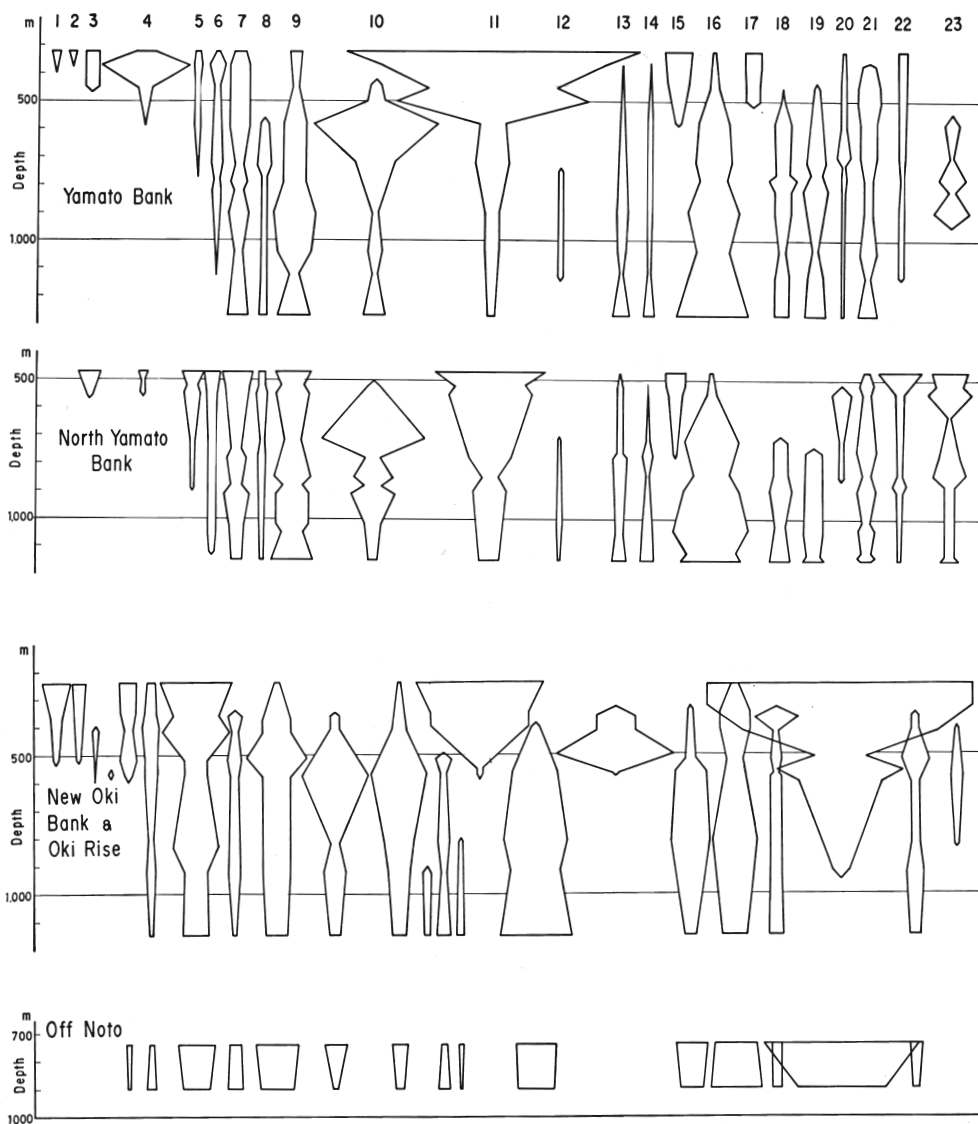 m 1 2 3 4 5 6 7 8 9 10 11 12 13 14 15 16 17 18 19 20 21 22 23
500
Depth
Yamato Bank
1,000
m
500
North Yamato
Bank
Depth
1,000
m
500
New Oki
Bank &
Oki Rise
Depth
1,000
m
Off Noto
700
Depth
1000